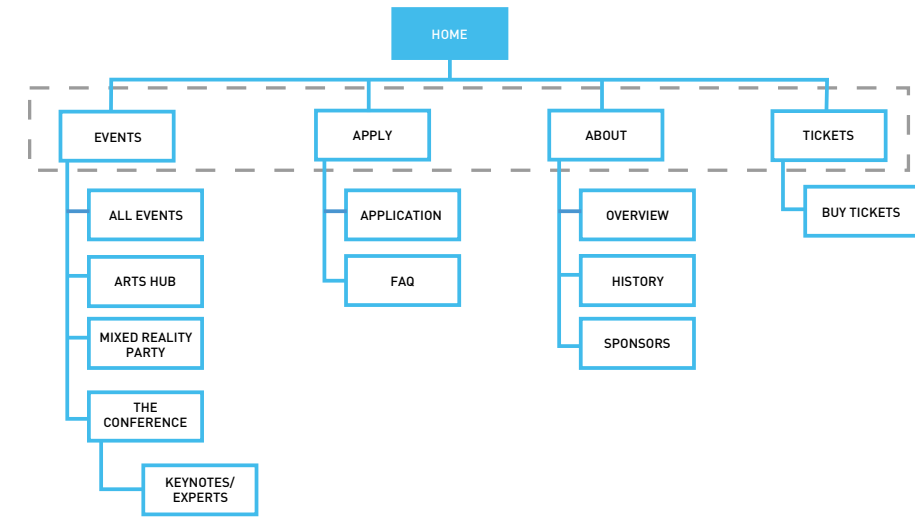 HOME
EVENTS
APPLY
ABOUT
TICKETS
ALL EVENTS
ARTS HUB
MIXED REALITY
PARTY
THE
CONFERENCE
KEYNOTES/
EXPERTS
APPLICATION
FAQ
OVERVIEW
HISTORY
SPONSORS
BUY TICKETS